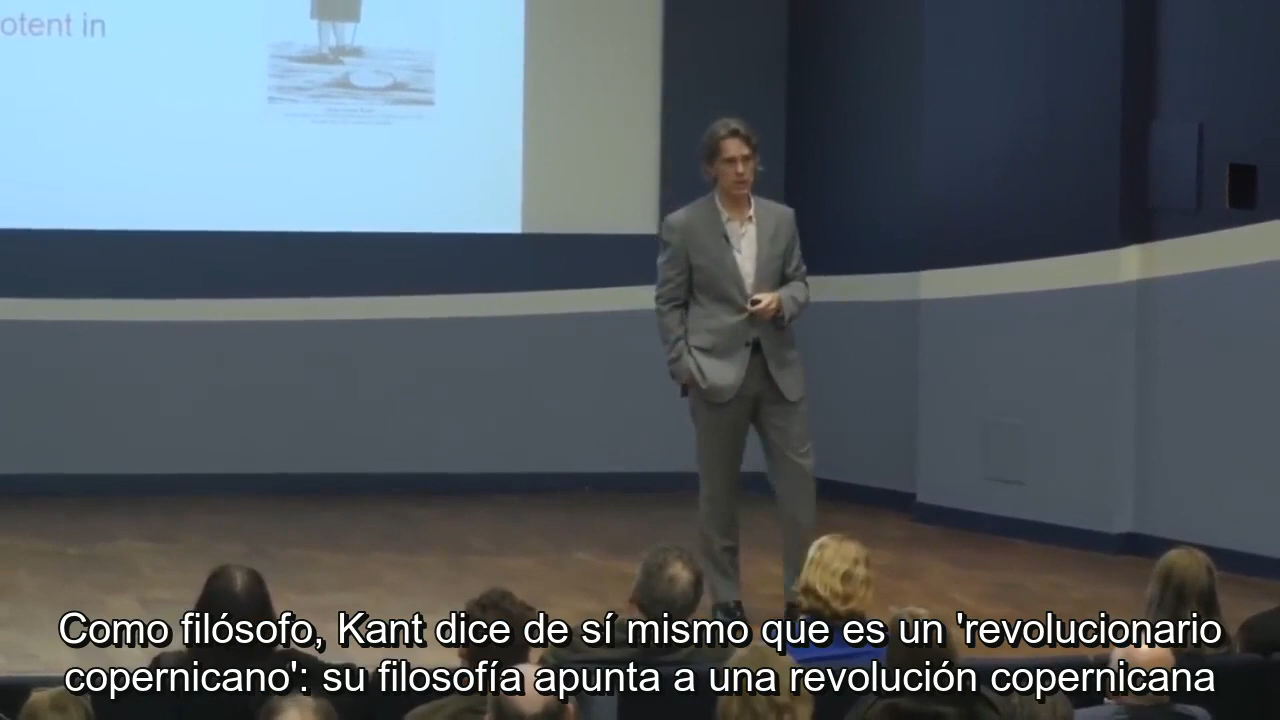 otent in
Como filósofo, Kant dice de sí mismo que es un 'revolucionario
copernicano': su filosofía apunta a una revolución copernicana